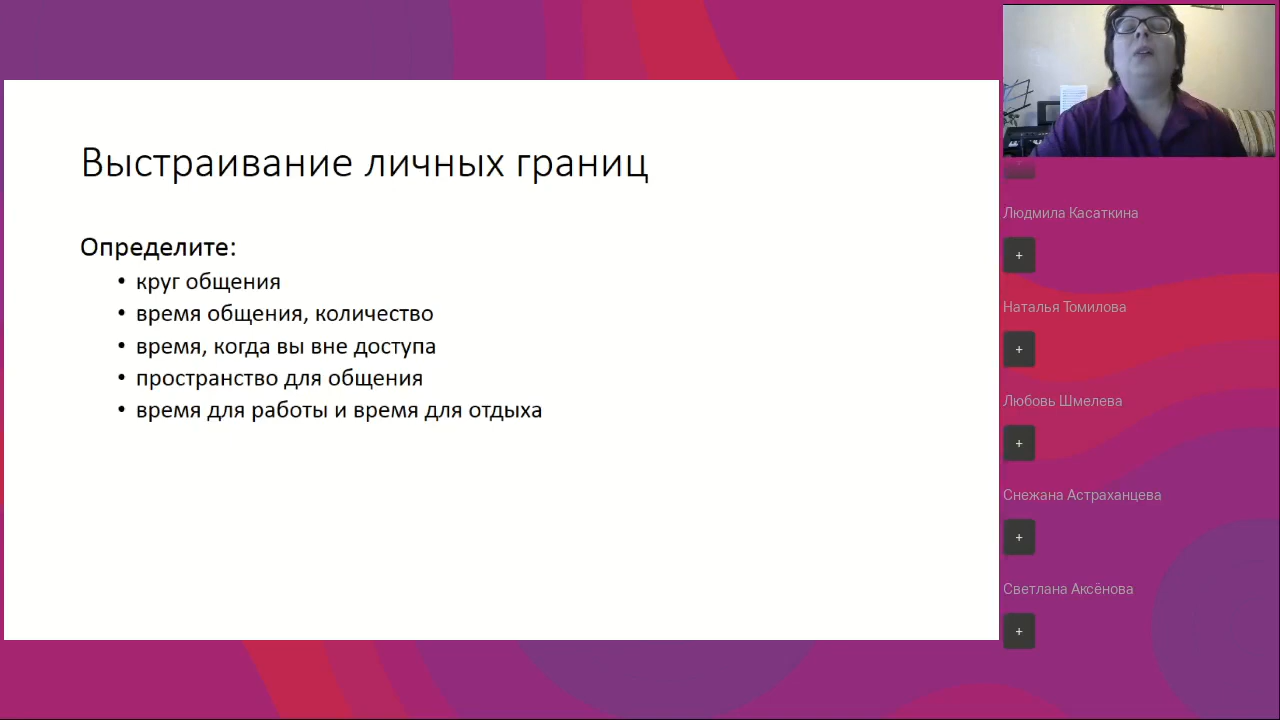 Выстраивание личных границ
Определите:
• круг общения
• время общения, количество
• время, когда вы вне доступа
• пространство для общения
• время для работы и время для отдыха
Людмила Касаткина
+
Наталья Томилова
+
Любовь Шмелева
+
Снежана Астраханцева
+
Светлана Аксёнова
+